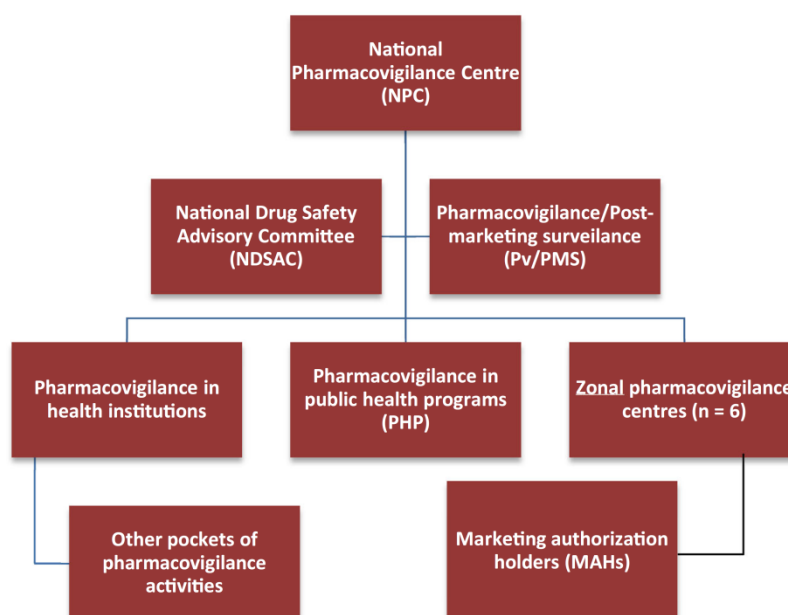 National
Pharmacovigilance Centre
(NPC)
National Drug Safety
Advisory Committee
(NDSAC)
Pharmacovigilance/Post-
marketing surveilance
(Pv/PMS)
Pharmacovigilance in
health institutions
Pharmacovigilance in
public health programs
(PHP)
Zonal pharmacovigilance
centres (n = 6)
Other pockets of
pharmacovigilance
activities
Marketing authorization
holders (MAHs)